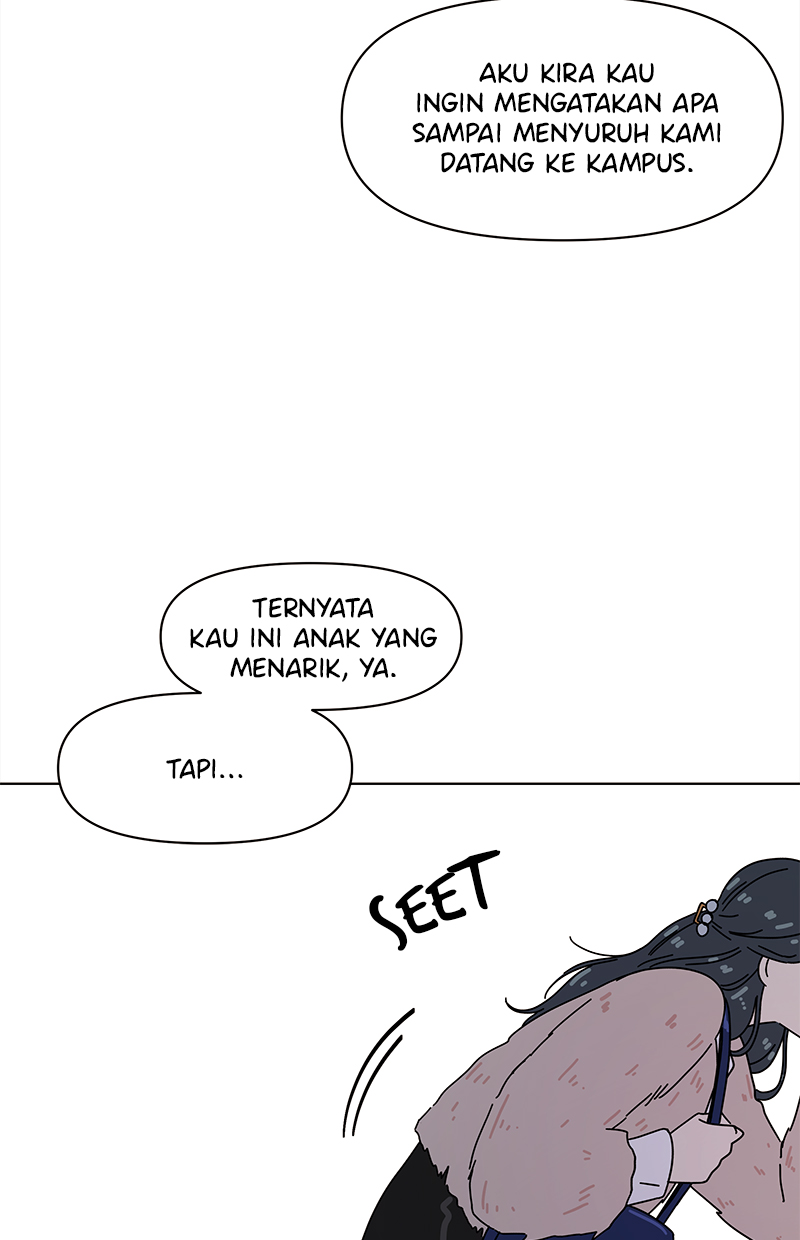 AKU KIRA KAU
INGIN MENGATAKAN APA
SAMPAI MENYURUH KAMI
DATANG KE KAMPUS.
TERNYATA
KAU INI ANAK YANG
MENARIK, YA.
TAPI...
SEET